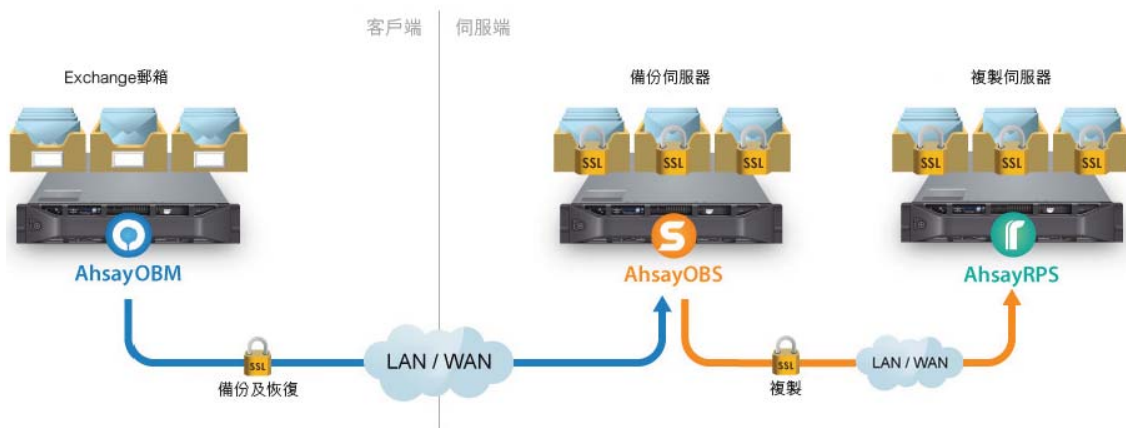 客戶端
伺服端
Exchange郵箱
備份伺服器
複製伺服器
SSL
SSL
SSL
SSL
SSL
SSL
AhsayOBM
S
AhsayOBS
r
AhsayRPS
SSL
LAN / WAN
備份及恢復
SSL
LAN / WAN
複製